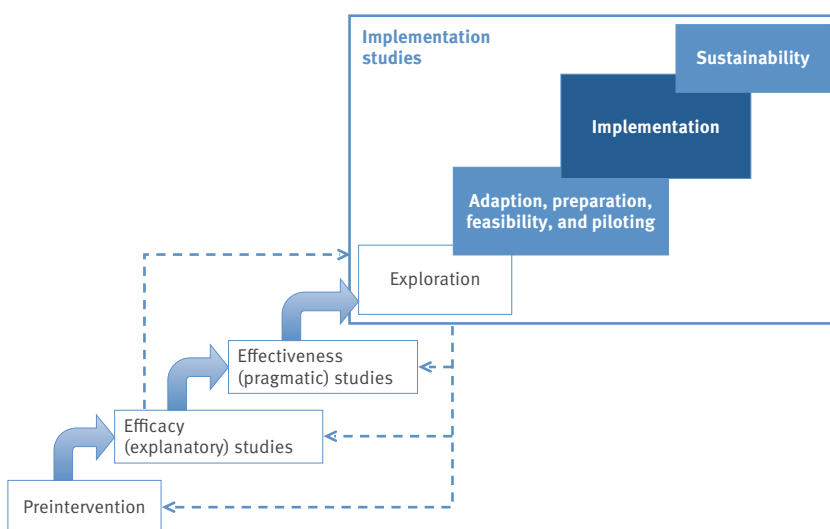 Implementation
studies
Sustainability
Implementation
Adaption, preparation,
feasibility, and piloting
Exploration
Effectiveness
(pragmatic) studies
Efficacy
(explanatory) studies
Preintervention